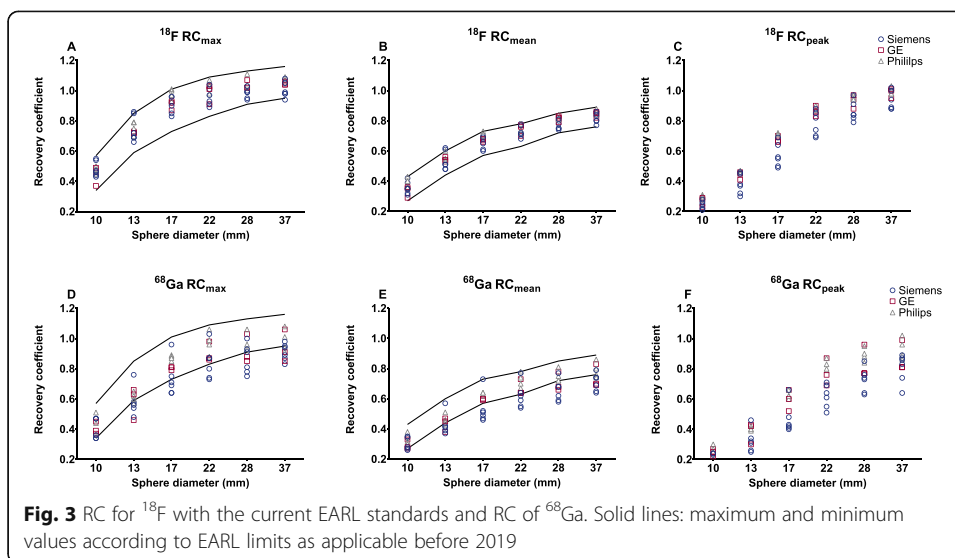 A
¹⁸F RCmax
Recovery coefficient
1.2
1.0
0.8
0.6
0.4
0.2
10 13 17 22 28 37
Sphere diameter (mm)
B
¹⁸F RCmean
Recovery coefficient
1.2
1.0
0.8
0.6
0.4
0.2
10 13 17 22 28 37
Sphere diameter (mm)
C
¹⁸F RCpeak
Siemens
GE
Phililps
Recovery coefficient
1.2
1.0
0.8
0.6
0.4
0.2
10 13 17 22 28 37
Sphere diameter (mm)
D
⁶⁸Ga RCmax
Recovery coefficient
1.2
1.0
0.8
0.6
0.4
0.2
10 13 17 22 28 37
Sphere diameter (mm)
E
⁶⁸Ga RCmean
Recovery coefficient
1.2
1.0
0.8
0.6
0.4
0.2
10 13 17 22 28 37
Sphere diameter (mm)
F
⁶⁸Ga RCpeak
Siemens
GE
Philips
Recovery coefficient
1.2
1.0
0.8
0.6
0.4
0.2
10 13 17 22 28 37
Sphere diameter (mm)
Fig. 3 RC for ¹⁸F with the current EARL standards and RC of ⁶⁸Ga. Solid lines: maximum and minimum
values according to EARL limits as applicable before 2019